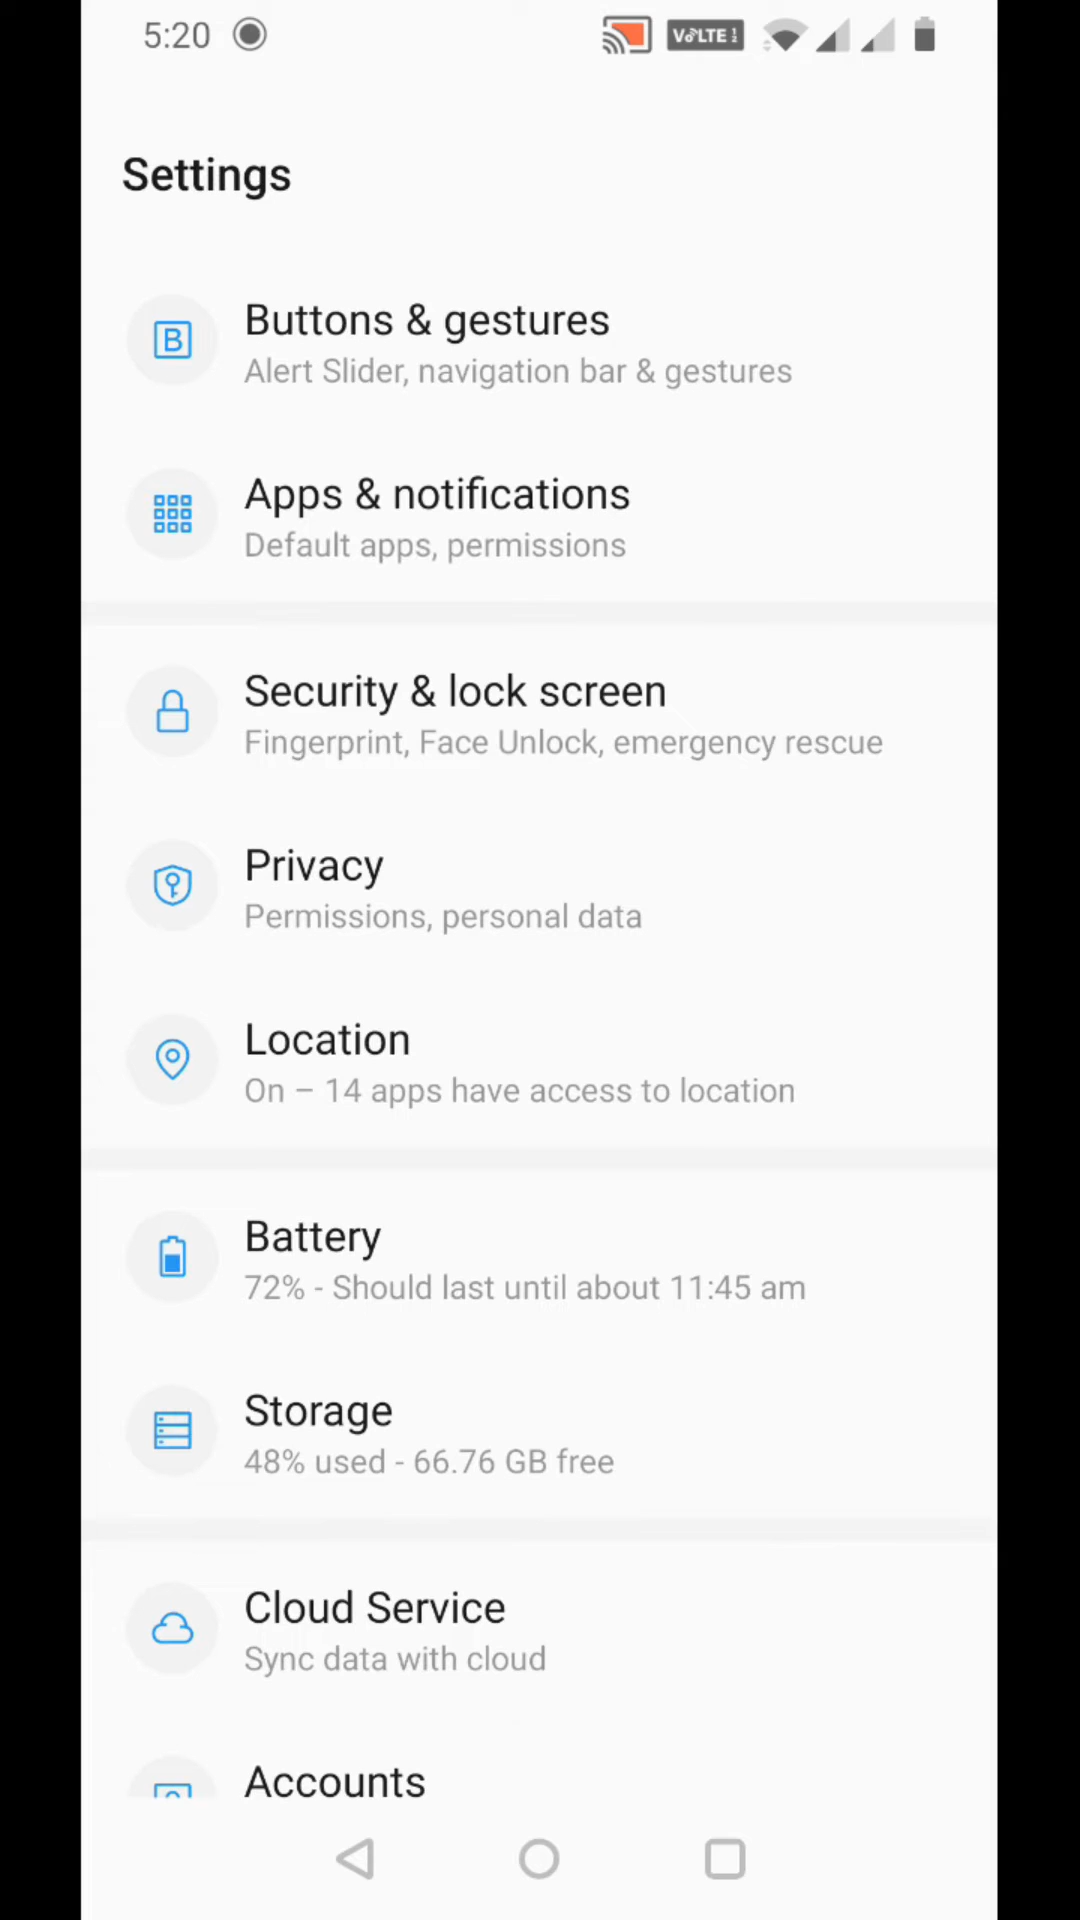 5:20 VoLTE 1 2
Settings
B
Buttons & gestures
Alert Slider, navigation bar & gestures
Apps & notifications
Default apps, permissions
Security & lock screen
Fingerprint, Face Unlock, emergency rescue
Privacy
Permissions, personal data
Location
On – 14 apps have access to location
Battery
72% - Should last until about 11:45 am
Storage
48% used - 66.76 GB free
Cloud Service
Sync data with cloud
Accounts